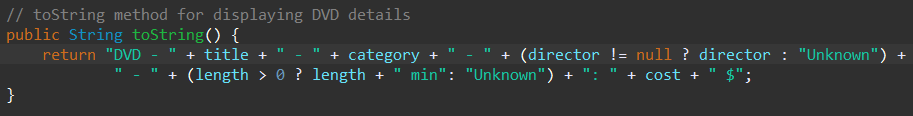 // toString method for displaying DVD details
public String toString() {
    return "DVD - " + title + " - " + category + " - " + (director != null ? director : "Unknown") +
            " - " + (length > 0 ? length + " min": "Unknown") + ": " + cost + " $";
}